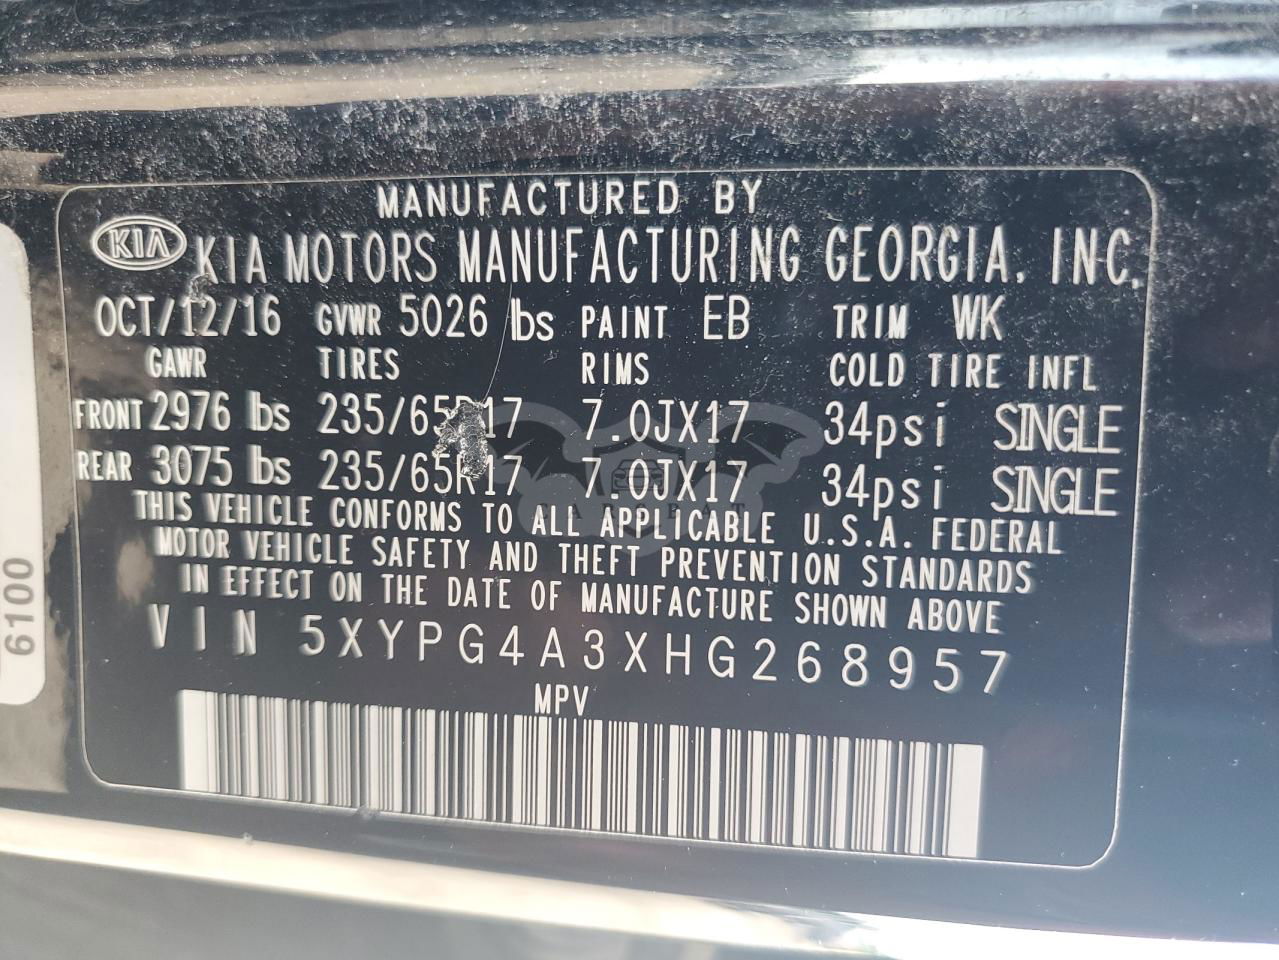 MANUFACTURED BY
KIA KIA MOTORS MANUFACTURING GEORGIA, INC.
OCT/12/16 GVWR 5026 lbs PAINT EB TRIM WK
GAWR TIRES RIMS COLD TIRE INFL
FRONT 2976 lbs 235/65R17 7.0JX17 34psi SINGLE
REAR 3075 lbs 235/65R17 7.0JX17 34psi SINGLE
CARSBAT
THIS VEHICLE CONFORMS TO ALL APPLICABLE U.S.A. FEDERAL
MOTOR VEHICLE SAFETY AND THEFT PREVENTION STANDARDS
IN EFFECT ON THE DATE OF MANUFACTURE SHOWN ABOVE
VIN 5XYPG4A3XHG268957
MPV
6100